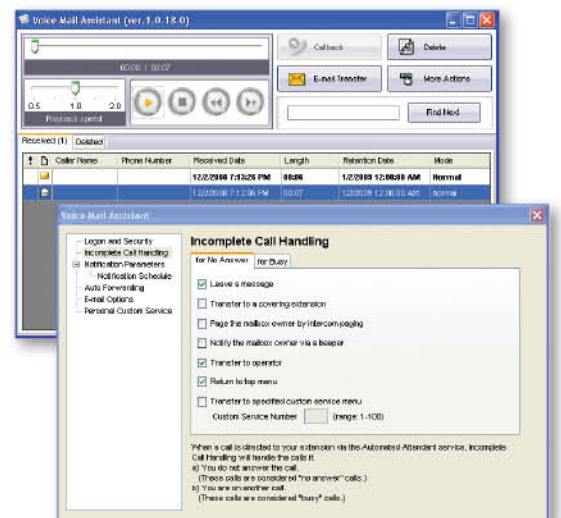 Voice Mail Assistant (ver.1.0.18.0)
Call back
Delete
00:00 / 00:07
E-mail Transfer
More Actions
0.5 1.0 2.0
Playback speed
Find Next
Received (1) Deleted
! Caller Name Phone Number Received Date Length Retention Date Mode
12/2/2008 7:13:26 PM 00:06 1/2/2009 12:00:00 AM Normal
12/2/2008 7:12:06 PM 00:07 1/2/2009 12:00:00 AM Normal
Voice Mail Assistant
Logon and Security
Incomplete Call Handling
Notification Parameters
Notification Schedule
Auto Forwarding
E-mail Options
Personal Custom Service
Incomplete Call Handling
for No Answer for Busy
Leave a message
Transfer to a covering extension
Page the mailbox owner by intercom paging
Notify the mailbox owner via a beeper
Transfer to operator
Return to top menu
Transfer to specified custom service menu
Custom Service Number (range: 1-100)
When a call is directed to your extension via the Automated Attendant service, Incomplete
Call Handling will handle the calls if:
a) You do not answer the call.
(These calls are considered "no answer" calls.)
b) You are on another call.
(These calls are considered "busy" calls.)